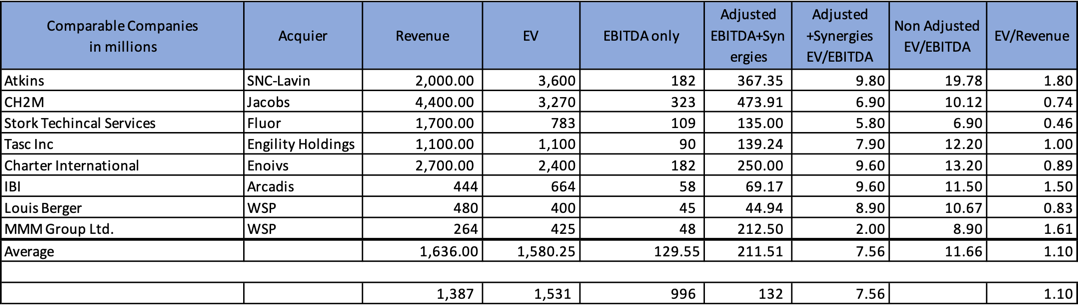 Comparable Companies in millions Acquier Revenue EV EBITDA only Adjusted EBITDA+Syn ergies Adjusted +Synergies EV/EBITDA Non Adjusted EV/EBITDA EV/Revenue
Atkins SNC-Lavin 2,000.00 3,600 182 367.35 9.80 19.78 1.80
CH2M Jacobs 4,400.00 3,270 323 473.91 6.90 10.12 0.74
Stork Techincal Services Fluor 1,700.00 783 109 135.00 5.80 6.90 0.46
Tasc Inc Engility Holdings 1,100.00 1,100 90 139.24 7.90 12.20 1.00
Charter International Enoivs 2,700.00 2,400 182 250.00 9.60 13.20 0.89
IBI Arcadis 444 664 58 69.17 9.60 11.50 1.50
Louis Berger WSP 480 400 45 44.94 8.90 10.67 0.83
MMM Group Ltd. WSP 264 425 48 212.50 2.00 8.90 1.61
Average 1,636.00 1,580.25 129.55 211.51 7.56 11.66 1.10
1,387 1,531 996 132 7.56 1.10